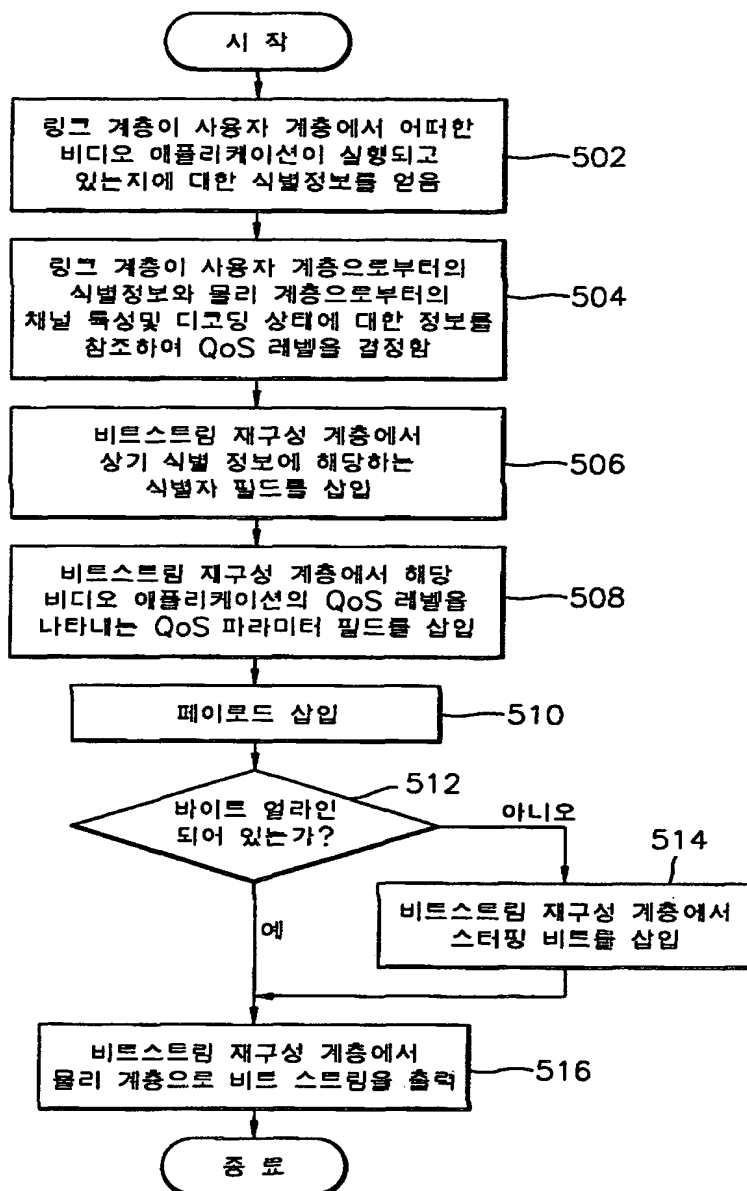 시 작
링크 계층이 사용자 계층에서 어떠한
비디오 애플리케이션이 실행되고
있는지에 대한 식별정보를 얻음
502
링크 계층이 사용자 계층으로부터의
식별정보와 물리 계층으로부터의
채널 특성및 디코딩 상태에 대한 정보를
참조하여 QoS 레벨을 결정함
504
비트스트림 재구성 계층에서
상기 식별 정보에 해당하는
식별자 필드를 삽입
506
비트스트림 재구성 계층에서 해당
비디오 애플리케이션의 QoS 레벨을
나타내는 QoS 파라미터 필드를 삽입
508
페이로드 삽입
510
바이트 얼라인
되어 있는가?
512
아니오
514
비트스트림 재구성 계층에서
스터핑 비트를 삽입
예
비트스트림 재구성 계층에서
물리 계층으로 비트 스트림을 출력
516
종 료